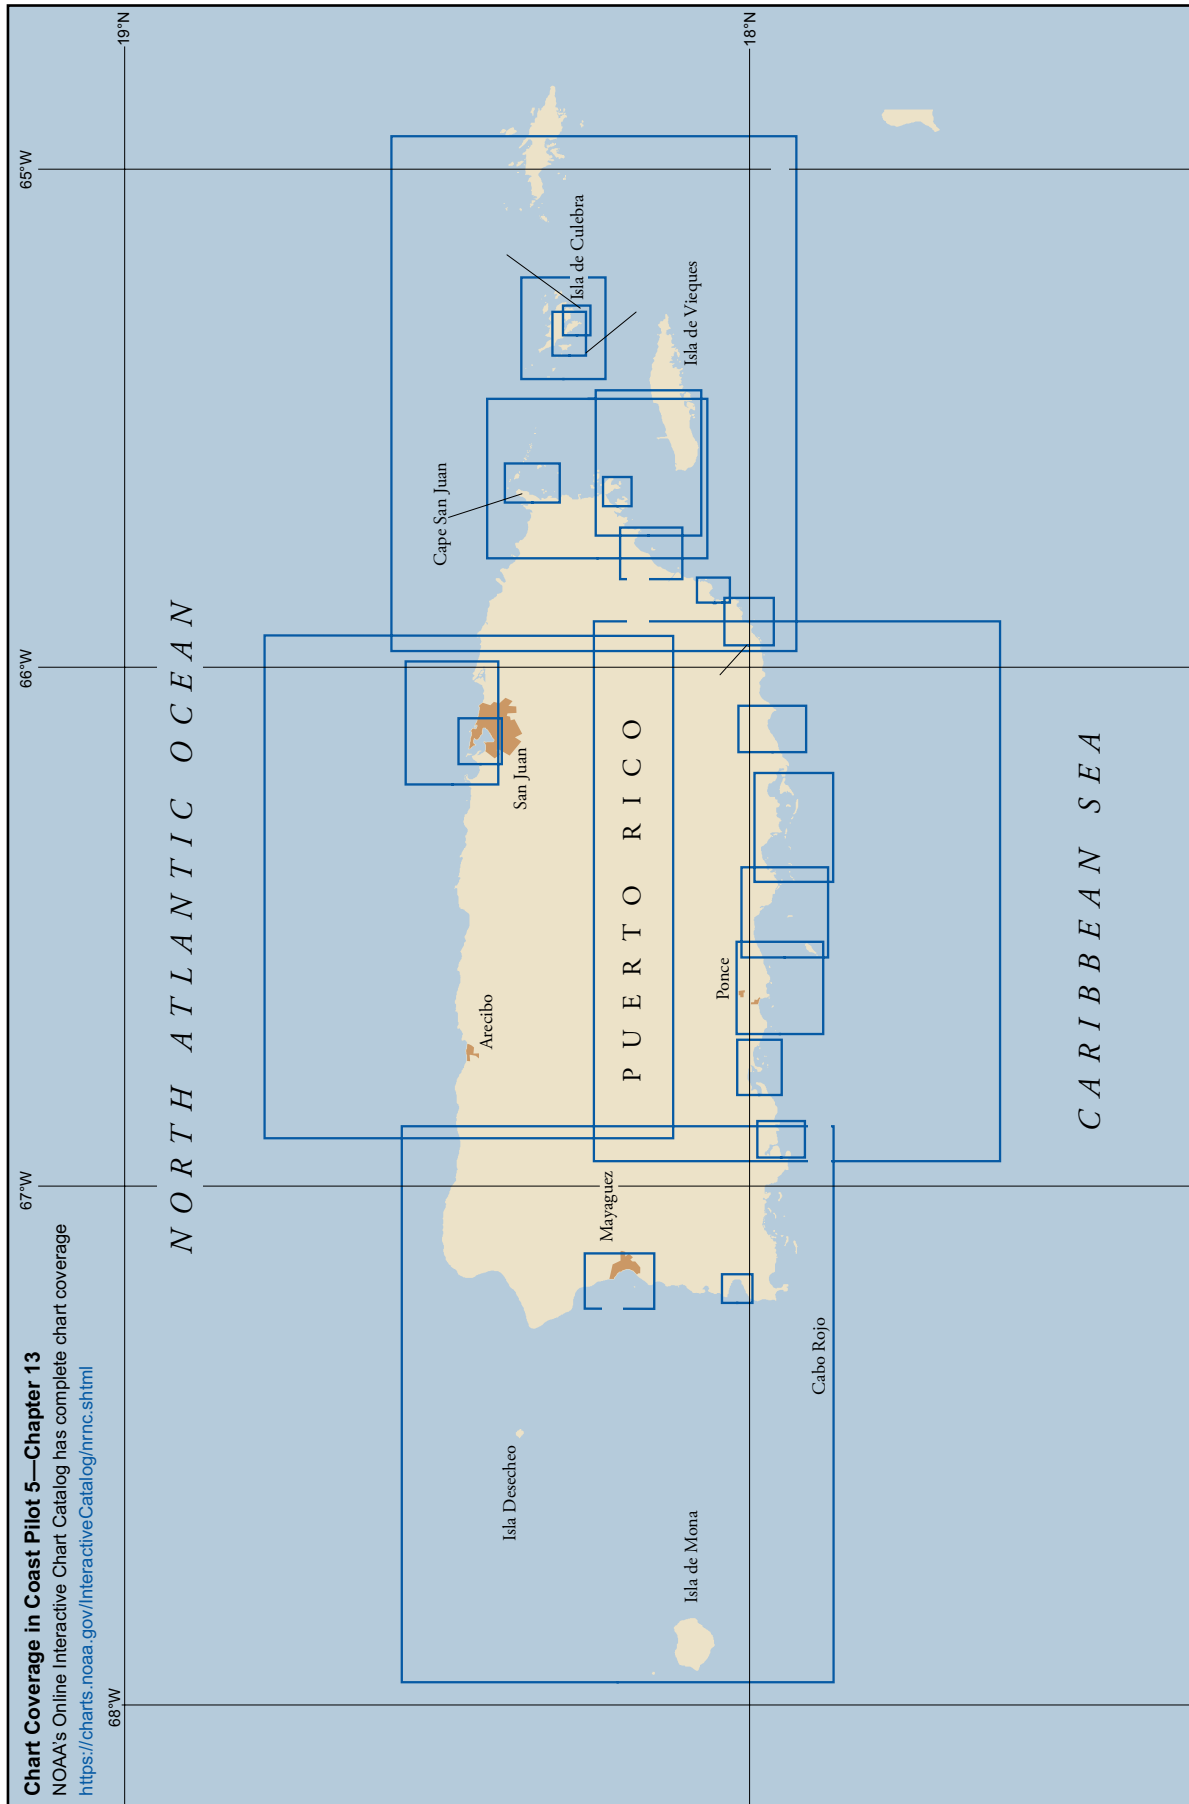 Chart Coverage in Coast Pilot 5—Chapter 13
NOAA's Online Interactive Chart Catalog has complete chart coverage
https://charts.noaa.gov/InteractiveCatalog/nrnc.shtml
68°W
67°W
66°W
65°W
19°N
18°N
NORTH ATLANTIC OCEAN
Cape San Juan
Isla de Culebra
Isla de Vieques
San Juan
Arecibo
PUERTO RICO
Mayaguez
Ponce
Isla Desecheo
Isla de Mona
Cabo Rojo
CARIBBEAN SEA